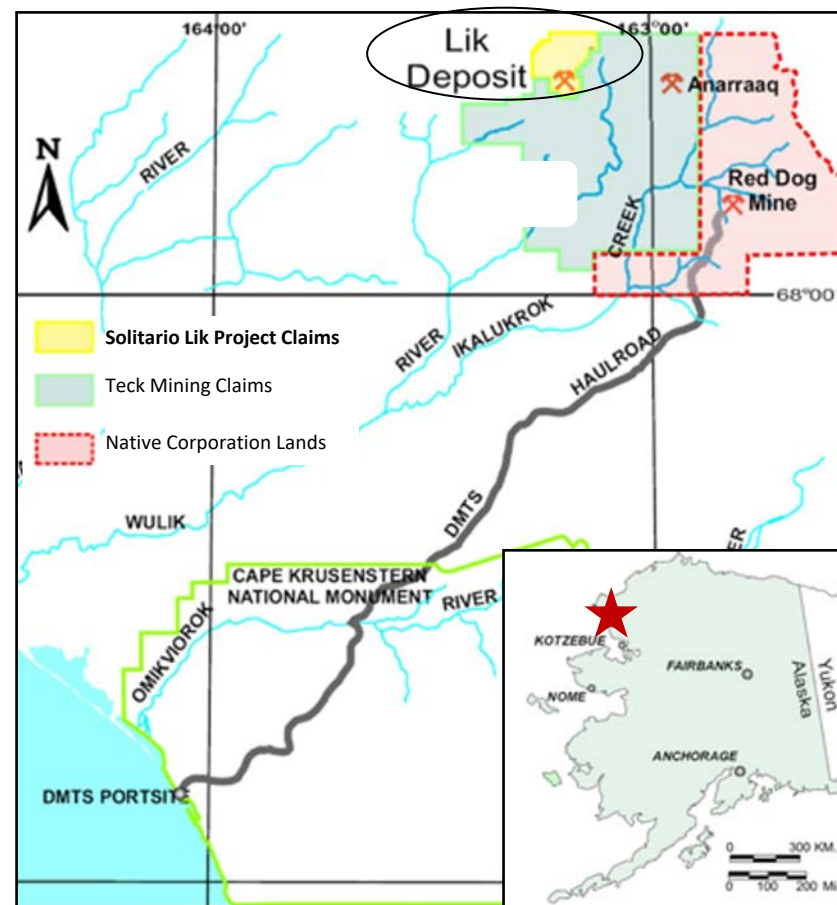 164°00'
163°00'
Lik
Deposit
Anarraaq
N
RIVER
Red Dog
Mine
CREEK
68°00'
Solitario Lik Project Claims
Teck Mining Claims
Native Corporation Lands
RIVER
IKALUKROK
HAULROAD
DMTS
WULIK
CAPE KRUSENSTERN
NATIONAL MONUMENT
RIVER
OMIKVIOROK
DMTS PORTSITE
KOTZEBUE
FAIRBANKS
NOME
ANCHORAGE
Alaska
Yukon
0 300 KM.
0 100 200 Mi